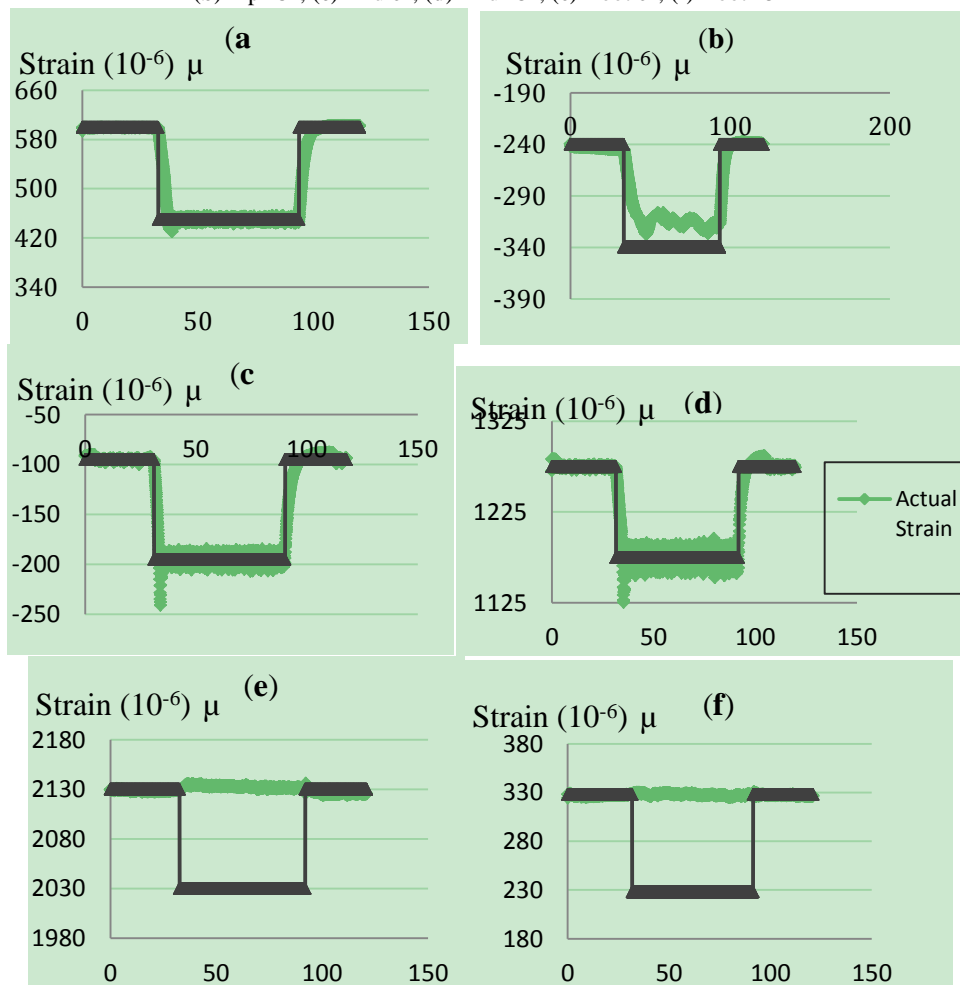 (a
Strain (10-6) µ
660
580
500
420
340
0 50 100 150
(b)
Strain (10-6) µ
-190
0 100 200
-240
-290
-340
-390
(c
Strain (10-6) µ
-50
0 50 100 150
-100
-150
-200
-250
(d)
Strain (10-6) µ
1325
1225
1125
0 50 100 150
Actual
Strain
(e)
Strain (10-6) µ
2180
2130
2080
2030
1980
0 50 100 150
(f)
Strain (10-6) µ
380
330
280
230
180
0 50 100 150